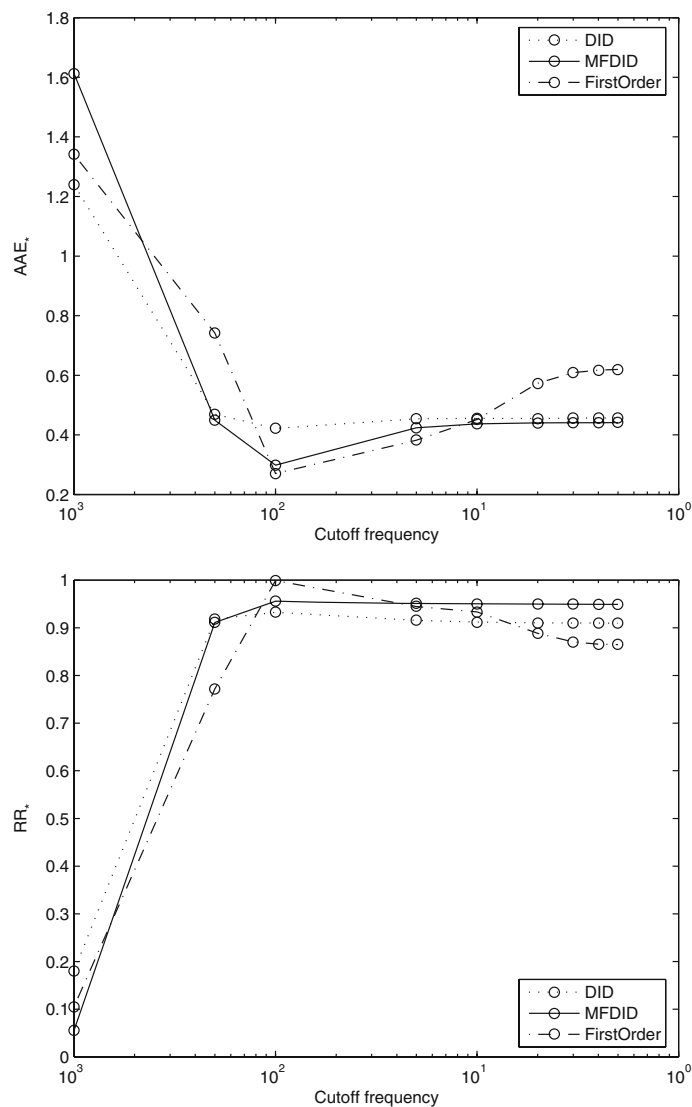 1.8
1.6
1.4
1.2
1
0.8
0.6
0.4
0.2
AAE*
DID
MFDID
FirstOrder
10³ 10² 10¹ 10⁰
Cutoff frequency
1
0.9
0.8
0.7
0.6
0.5
0.4
0.3
0.2
0.1
0
RR*
DID
MFDID
FirstOrder
10³ 10² 10¹ 10⁰
Cutoff frequency